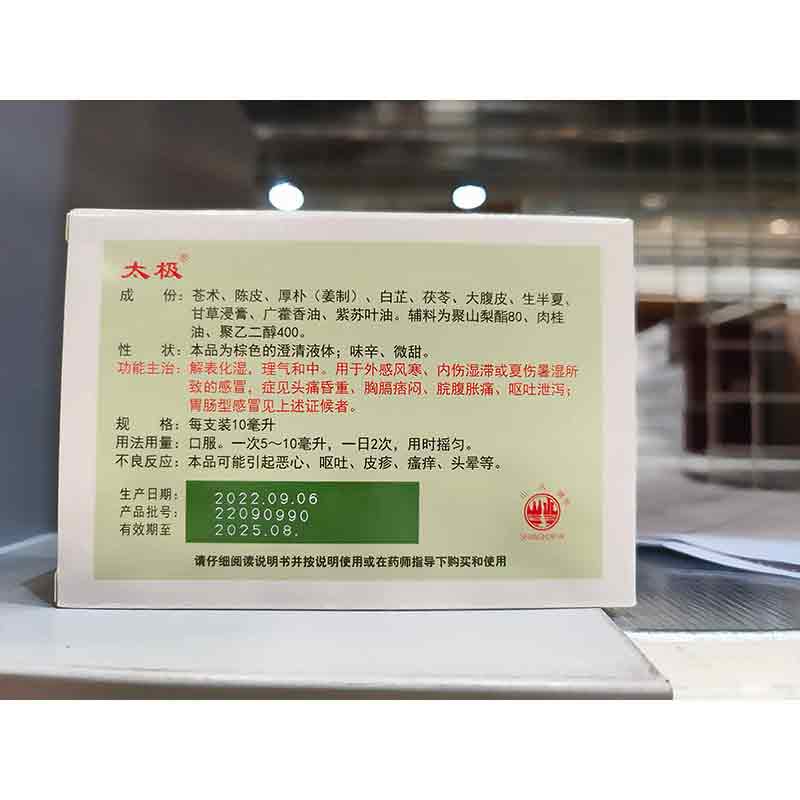 太极®
成　份：苍术、陈皮、厚朴（姜制）、白芷、茯苓、大腹皮、生半夏、
甘草浸膏、广藿香油、紫苏叶油。辅料为聚山梨酯80、肉桂
油、聚乙二醇400。
性　状：本品为棕色的澄清液体；味辛、微甜。
功能主治：解表化湿，理气和中。用于外感风寒、内伤湿滞或夏伤暑湿所
致的感冒，症见头痛昏重、胸膈痞闷、脘腹胀痛、呕吐泄泻；
胃肠型感冒见上述证候者。
规　格：每支装10毫升
用法用量：口服。一次5～10毫升，一日2次，用时摇匀。
不良反应：本品可能引起恶心、呕吐、皮疹、瘙痒、头晕等。
生产日期：2022.09.06
产品批号：22090990
有效期至 2025.08.
请仔细阅读说明书并按说明使用或在药师指导下购买和使用